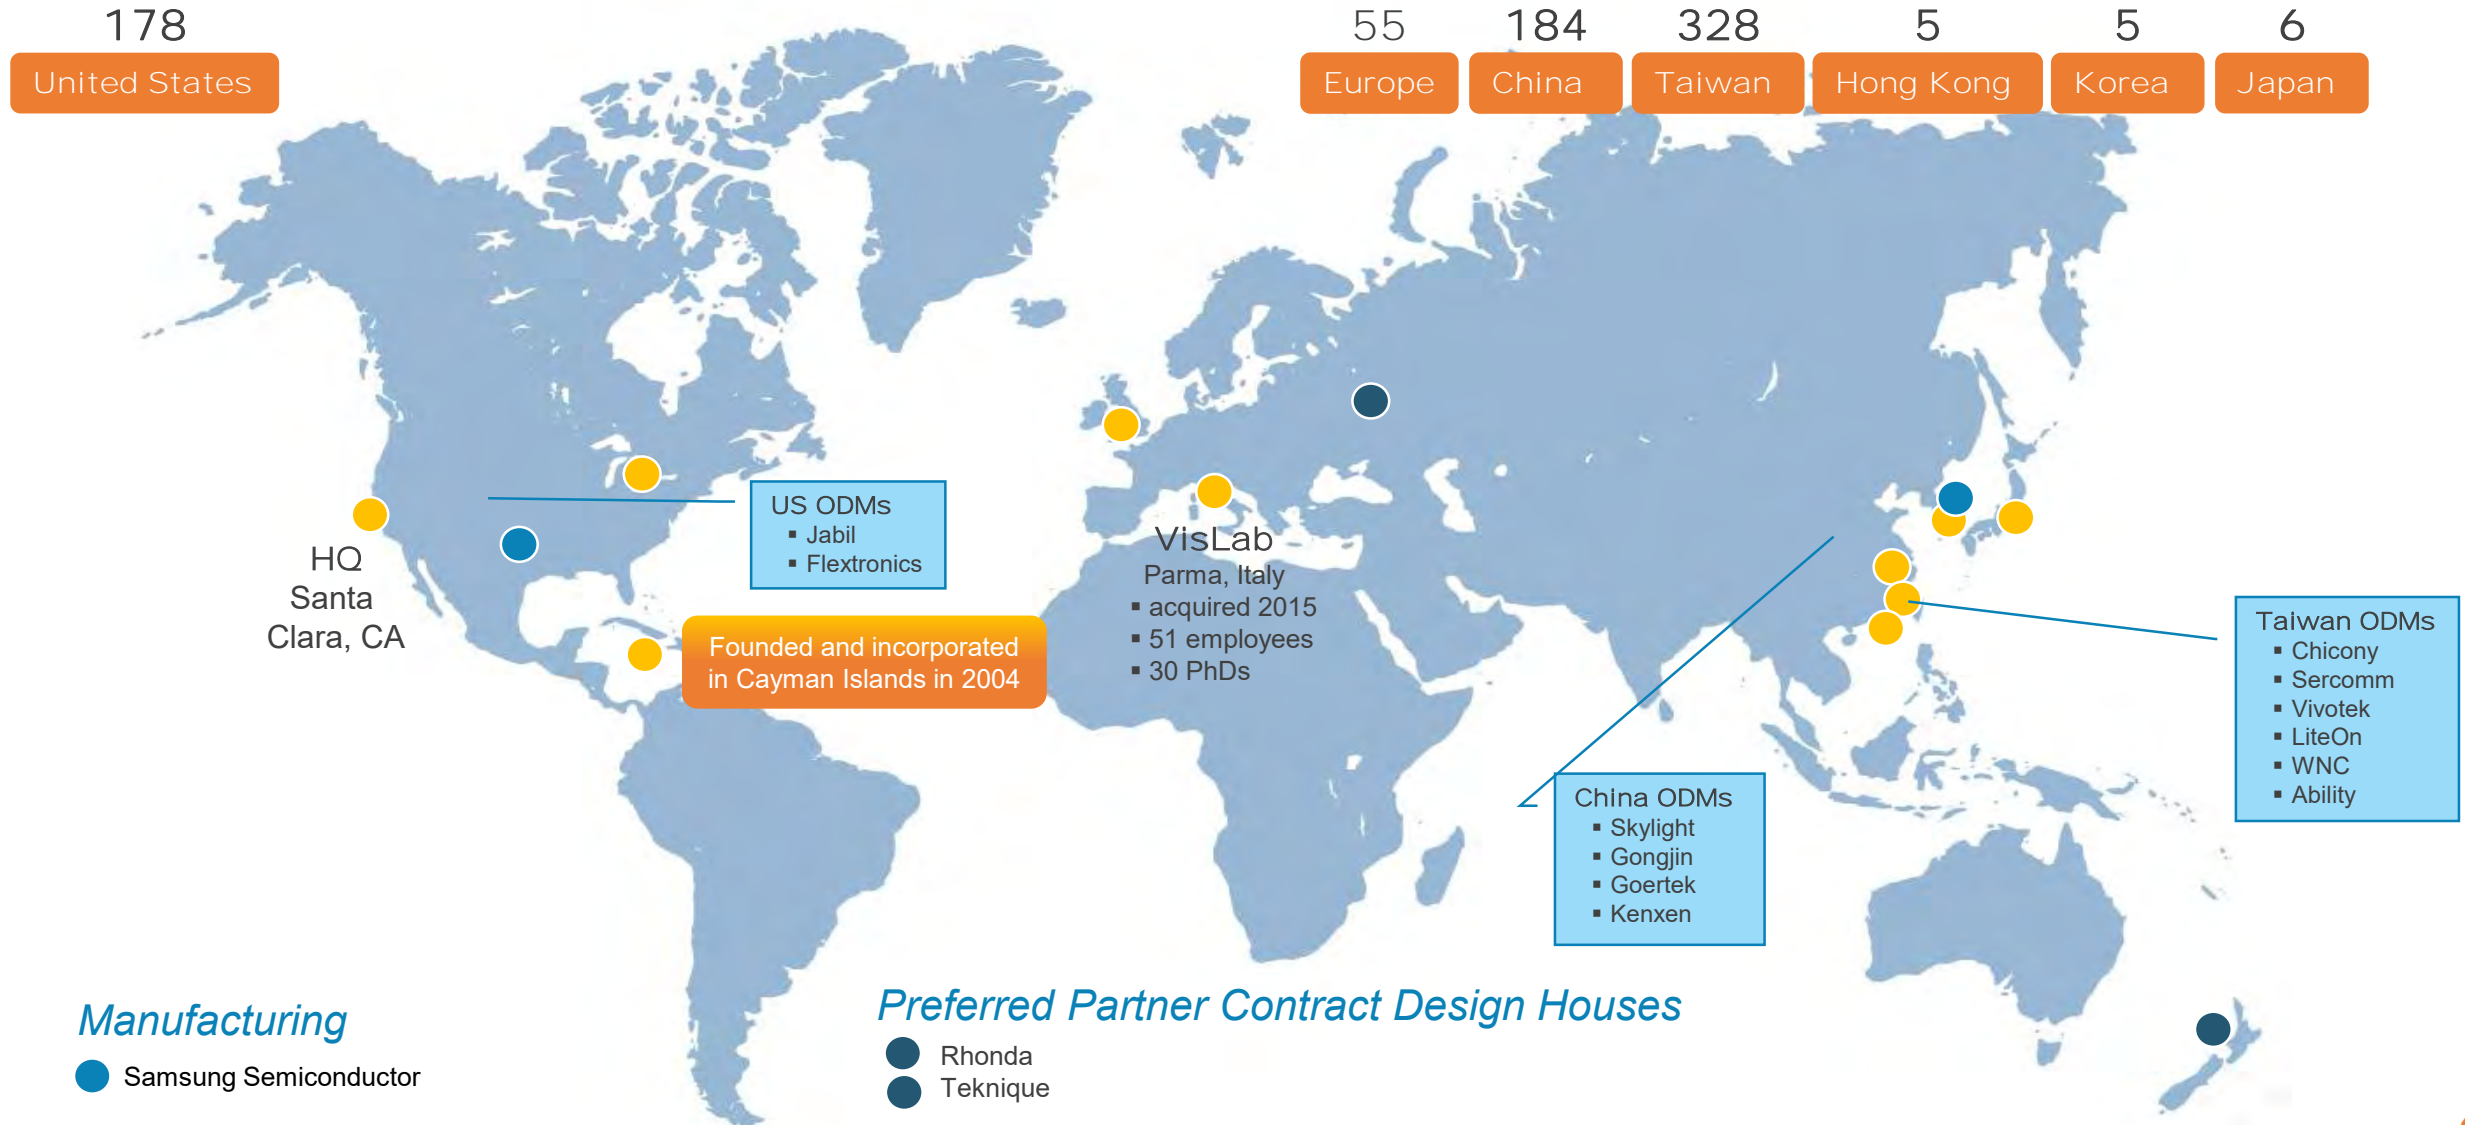 178
United States
55
Europe
184
China
328
Taiwan
5
Hong Kong
5
Korea
6
Japan
HQ
Santa
Clara, CA
US ODMs
▪ Jabil
▪ Flextronics
Founded and incorporated
in Cayman Islands in 2004
VisLab
Parma, Italy
▪ acquired 2015
▪ 51 employees
▪ 30 PhDs
Taiwan ODMs
▪ Chicony
▪ Sercomm
▪ Vivotek
▪ LiteOn
▪ WNC
▪ Ability
China ODMs
▪ Skylight
▪ Gongjin
▪ Goertek
▪ Kenxen
Manufacturing
Samsung Semiconductor
Preferred Partner Contract Design Houses
Rhonda
Teknique